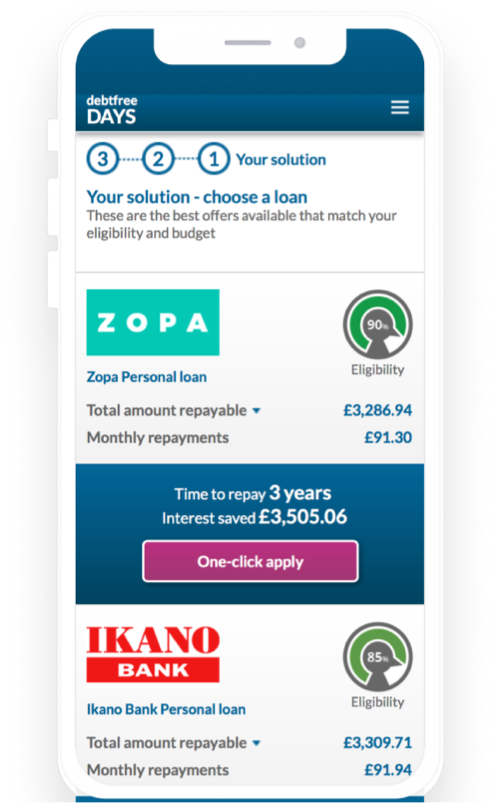 debtfree
DAYS
3 2 1 Your solution
Your solution - choose a loan
These are the best offers available that match your
eligibility and budget
ZOPA
90%
Eligibility
Zopa Personal loan
Total amount repayable £3,286.94
Monthly repayments £91.30
Time to repay 3 years
Interest saved £3,505.06
One-click apply
IKANO
BANK
85%
Eligibility
Ikano Bank Personal loan
Total amount repayable £3,309.71
Monthly repayments £91.94